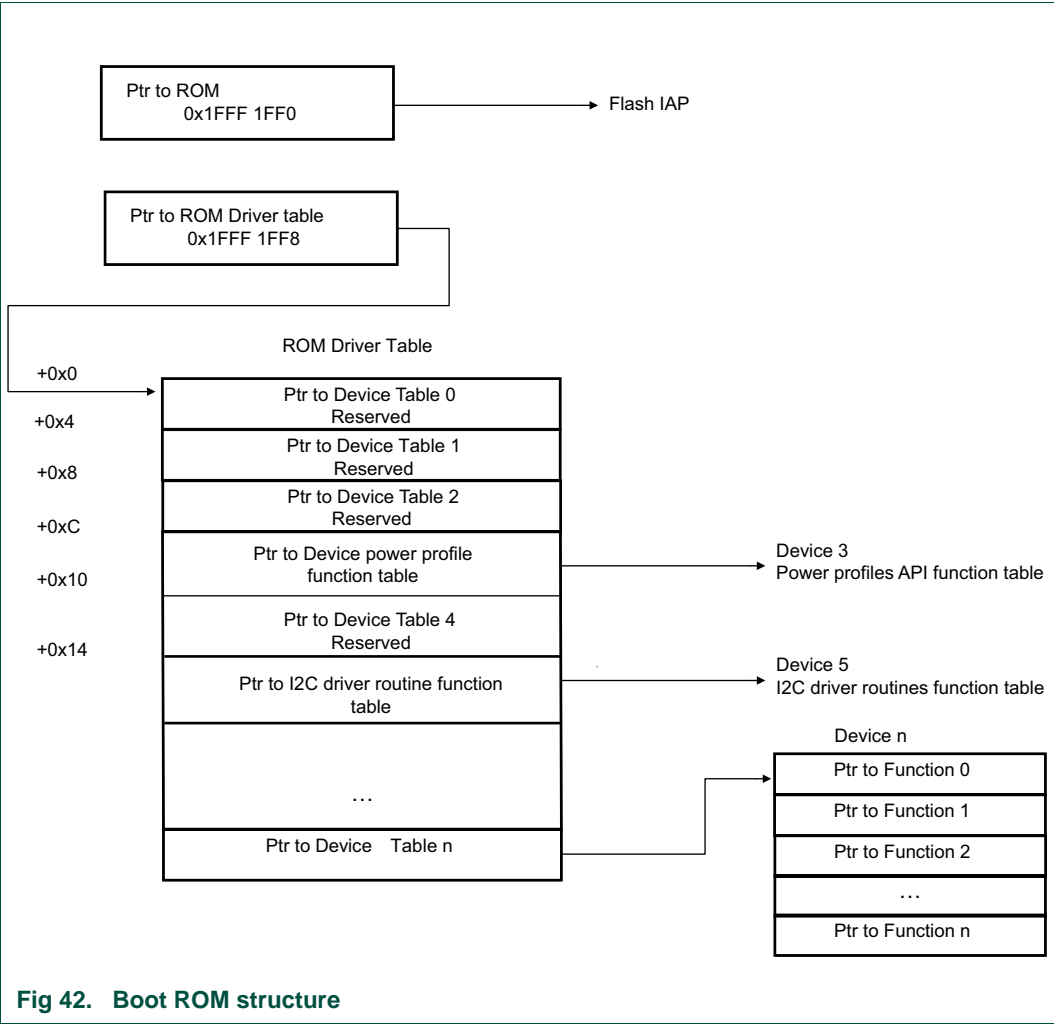 Ptr to ROM
0x1FFF 1FF0
Flash IAP
Ptr to ROM Driver table
0x1FFF 1FF8
ROM Driver Table
+0x0
Ptr to Device Table 0
Reserved
+0x4
Ptr to Device Table 1
Reserved
+0x8
Ptr to Device Table 2
Reserved
+0xC
Ptr to Device power profile
function table
Device 3
Power profiles API function table
+0x10
Ptr to Device Table 4
Reserved
+0x14
Ptr to I2C driver routine function
table
Device 5
I2C driver routines function table
Device n
Ptr to Function 0
Ptr to Function 1
Ptr to Function 2
...
Ptr to Function n
...
Ptr to Device Table n
Fig 42. Boot ROM structure